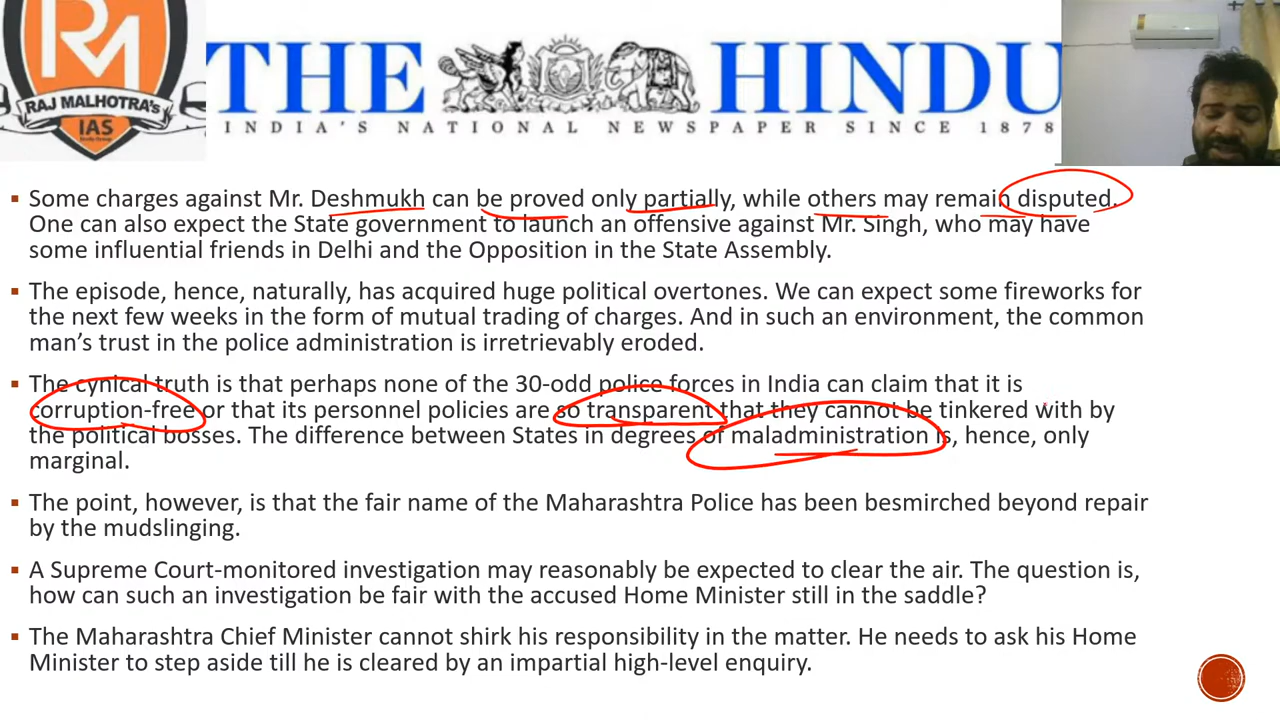 RM
RAJ MALHOTRA's
IAS
THE HINDU
INDIA'S NATIONAL NEWSPAPER SINCE 1878
Some charges against Mr. Deshmukh can be proved only partially, while others may remain disputed.
One can also expect the State government to launch an offensive against Mr. Singh, who may have
some influential friends in Delhi and the Opposition in the State Assembly.
The episode, hence, naturally, has acquired huge political overtones. We can expect some fireworks for
the next few weeks in the form of mutual trading of charges. And in such an environment, the common
man's trust in the police administration is irretrievably eroded.
The cynical truth is that perhaps none of the 30-odd police forces in India can claim that it is
corruption-free or that its personnel policies are so transparent that they cannot be tinkered with by
the political bosses. The difference between States in degrees of maladministration is, hence, only
marginal.
The point, however, is that the fair name of the Maharashtra Police has been besmirched beyond repair
by the mudslinging.
A Supreme Court-monitored investigation may reasonably be expected to clear the air. The question is,
how can such an investigation be fair with the accused Home Minister still in the saddle?
The Maharashtra Chief Minister cannot shirk his responsibility in the matter. He needs to ask his Home
Minister to step aside till he is cleared by an impartial high-level enquiry.